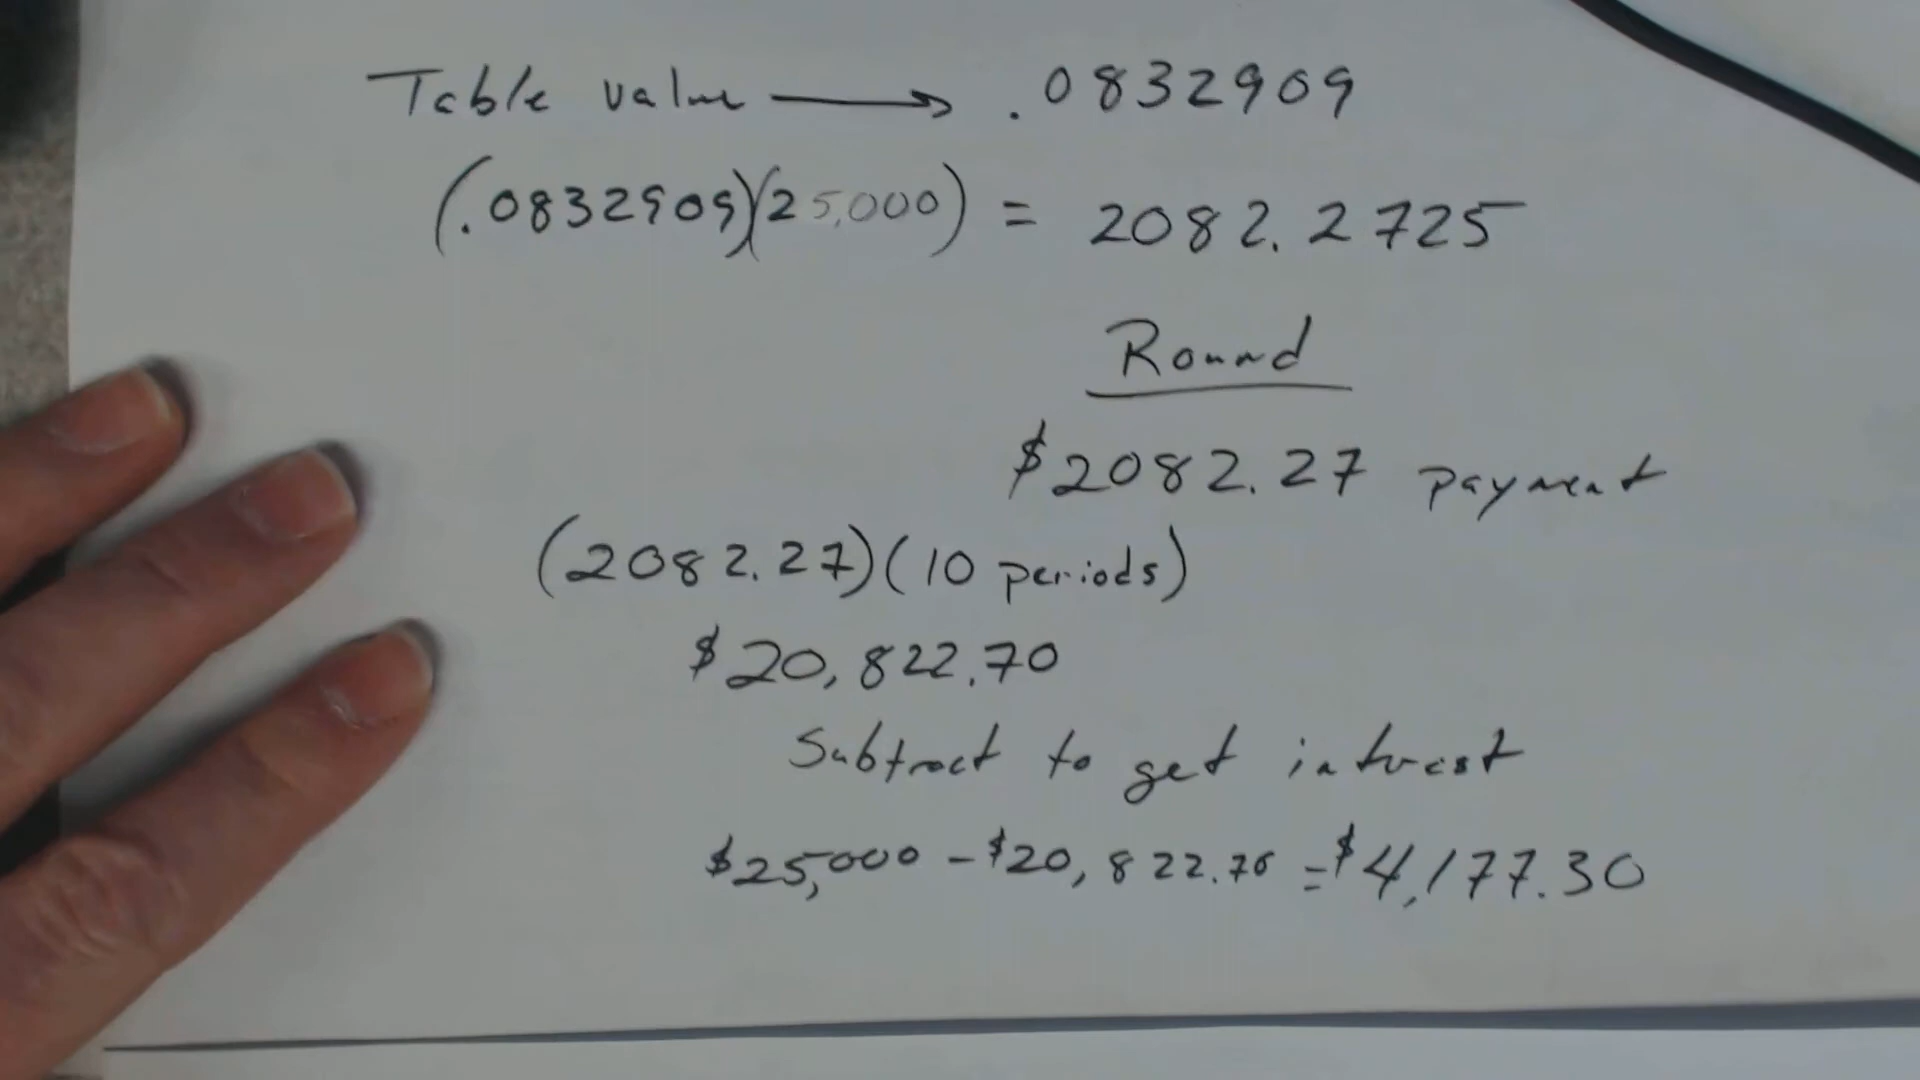 Table value → .0832909
(.0832909)(25,000) = 2082.2725
Round
$2082.27 payment
(2082.27)(10 periods)
$20,822.70
Subtract to get interest
$25,000 - $20,822.70 = $4,177.30